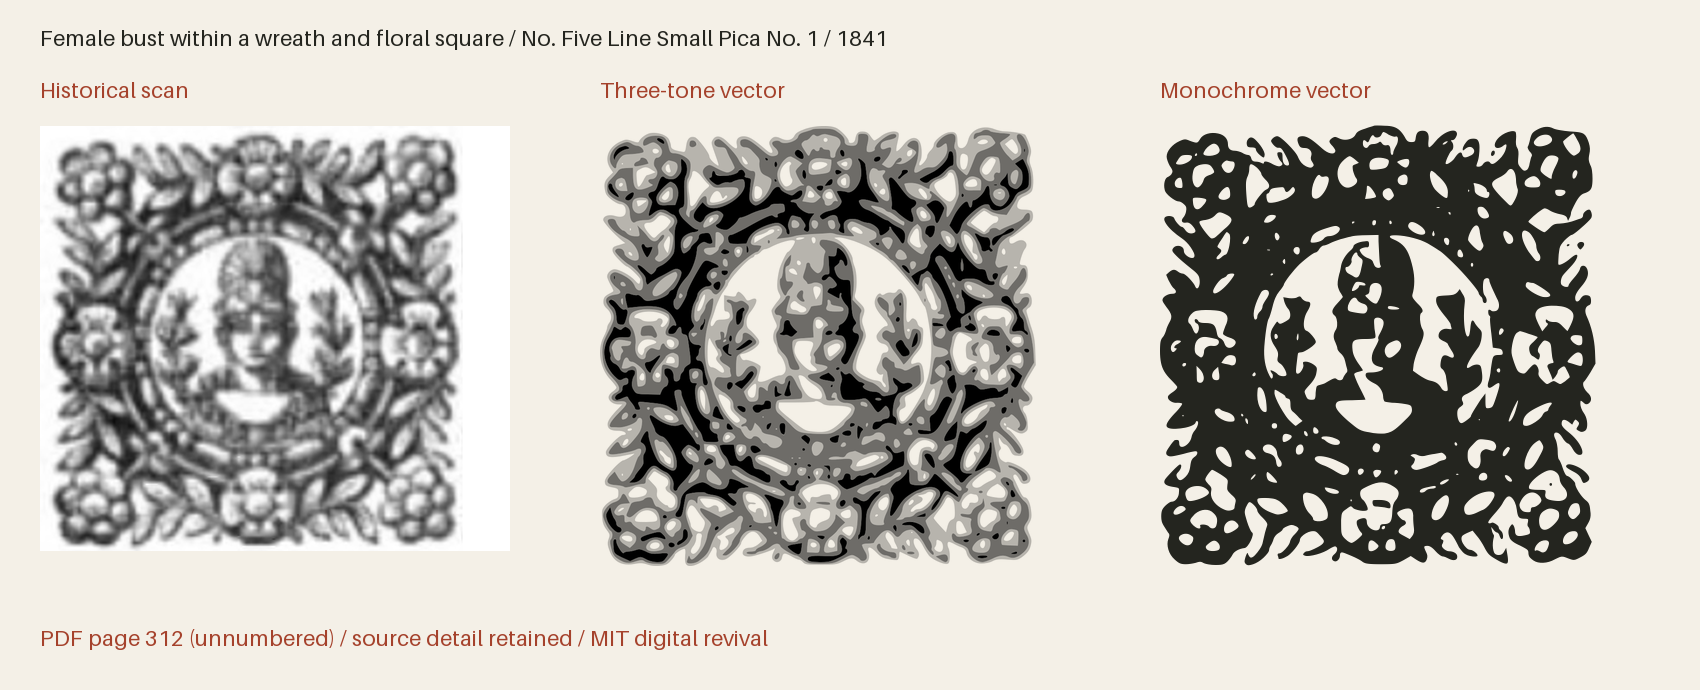 Female bust within a wreath and floral square / No. Five Line Small Pica No. 1 / 1841
Historical scan
Three-tone vector
Monochrome vector
PDF page 312 (unnumbered) / source detail retained / MIT digital revival